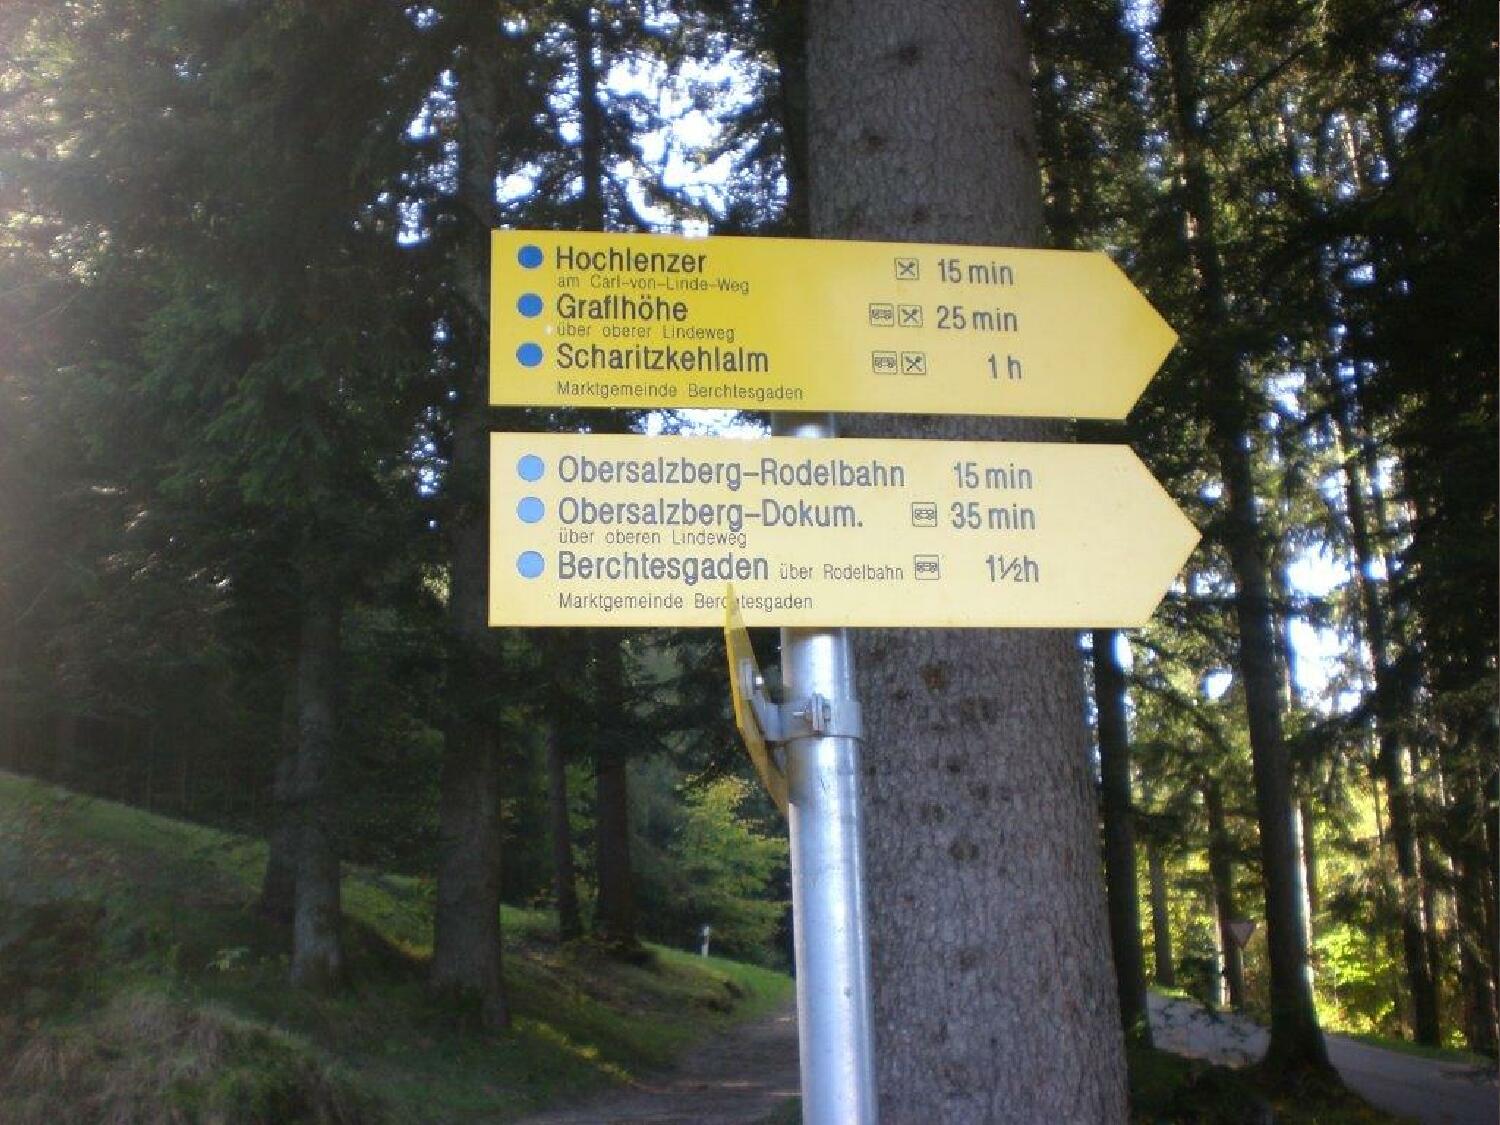 Hochlenzer 15 min
am Carl-von-Linde-Weg
Graflhöhe 25 min
über oberer Lindeweg
Scharitzkehlalm 1 h
Marktgemeinde Berchtesgaden
Obersalzberg-Rodelbahn 15 min
Obersalzberg-Dokum. 35 min
über oberen Lindeweg
Berchtesgaden über Rodelbahn 1½h
Marktgemeinde Berchtesgaden